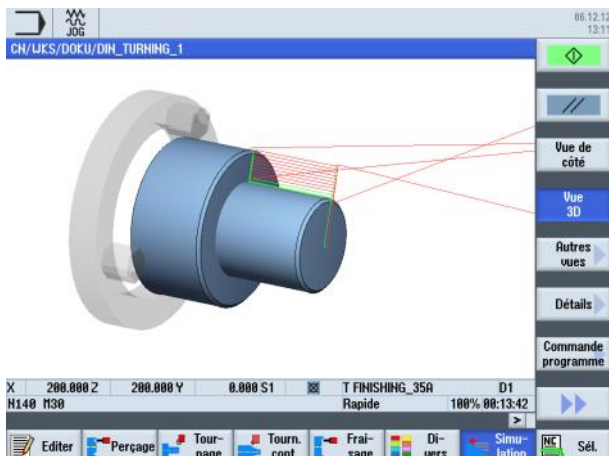 JOG
06.12.12
13:11
CN/WKS/DOKU/DIN_TURNING_1
Vue de
côté
Vue
3D
Autres
vues
Détails
Commande
programme
X 200.000 Z 200.000 Y 0.000 S1 T FINISHING_35A D1
N140 M30 Rapide 100% 00:13:42
>
Editer
Perçage
Tour-
nage
Tourn.
cont.
Frai-
sage
Di-
vers
Simu-
lation
NC
Sél.